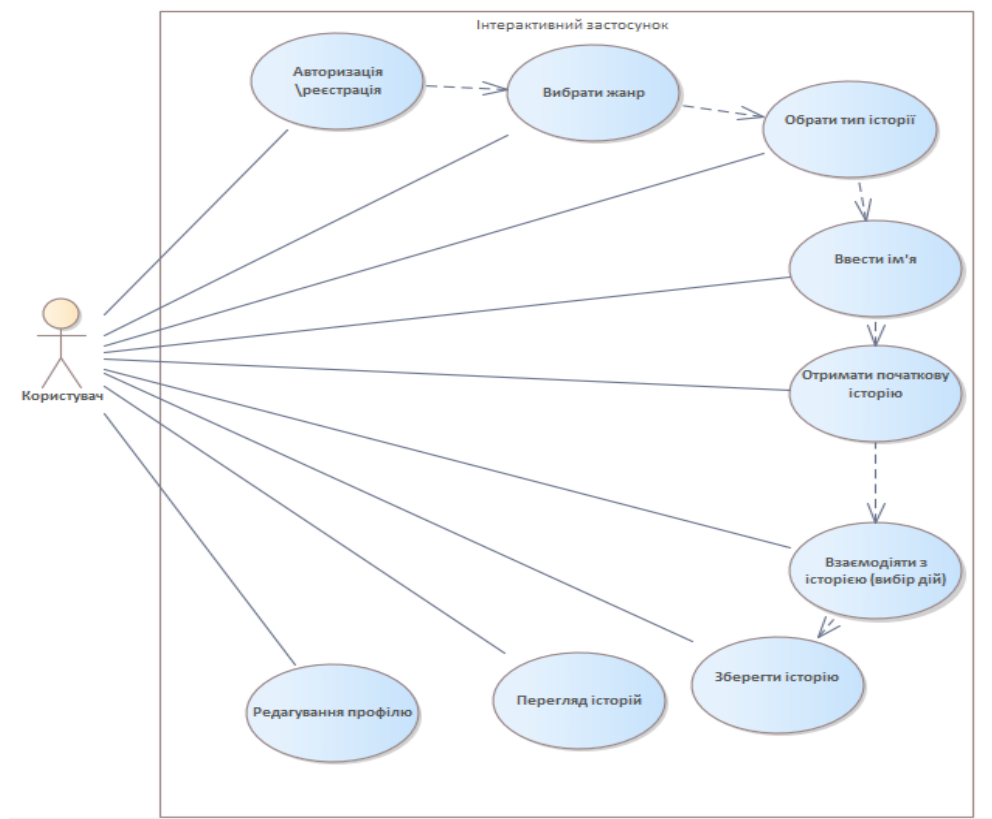 Інтерактивний застосунок
Авторизація
\реєстрація
Вибрати жанр
Обрати тип історії
Ввести ім'я
Отримати початкову
історію
Користувач
Взаємодіяти з
історією (вибір дій)
Зберегти історію
Перегляд історій
Редагування профілю